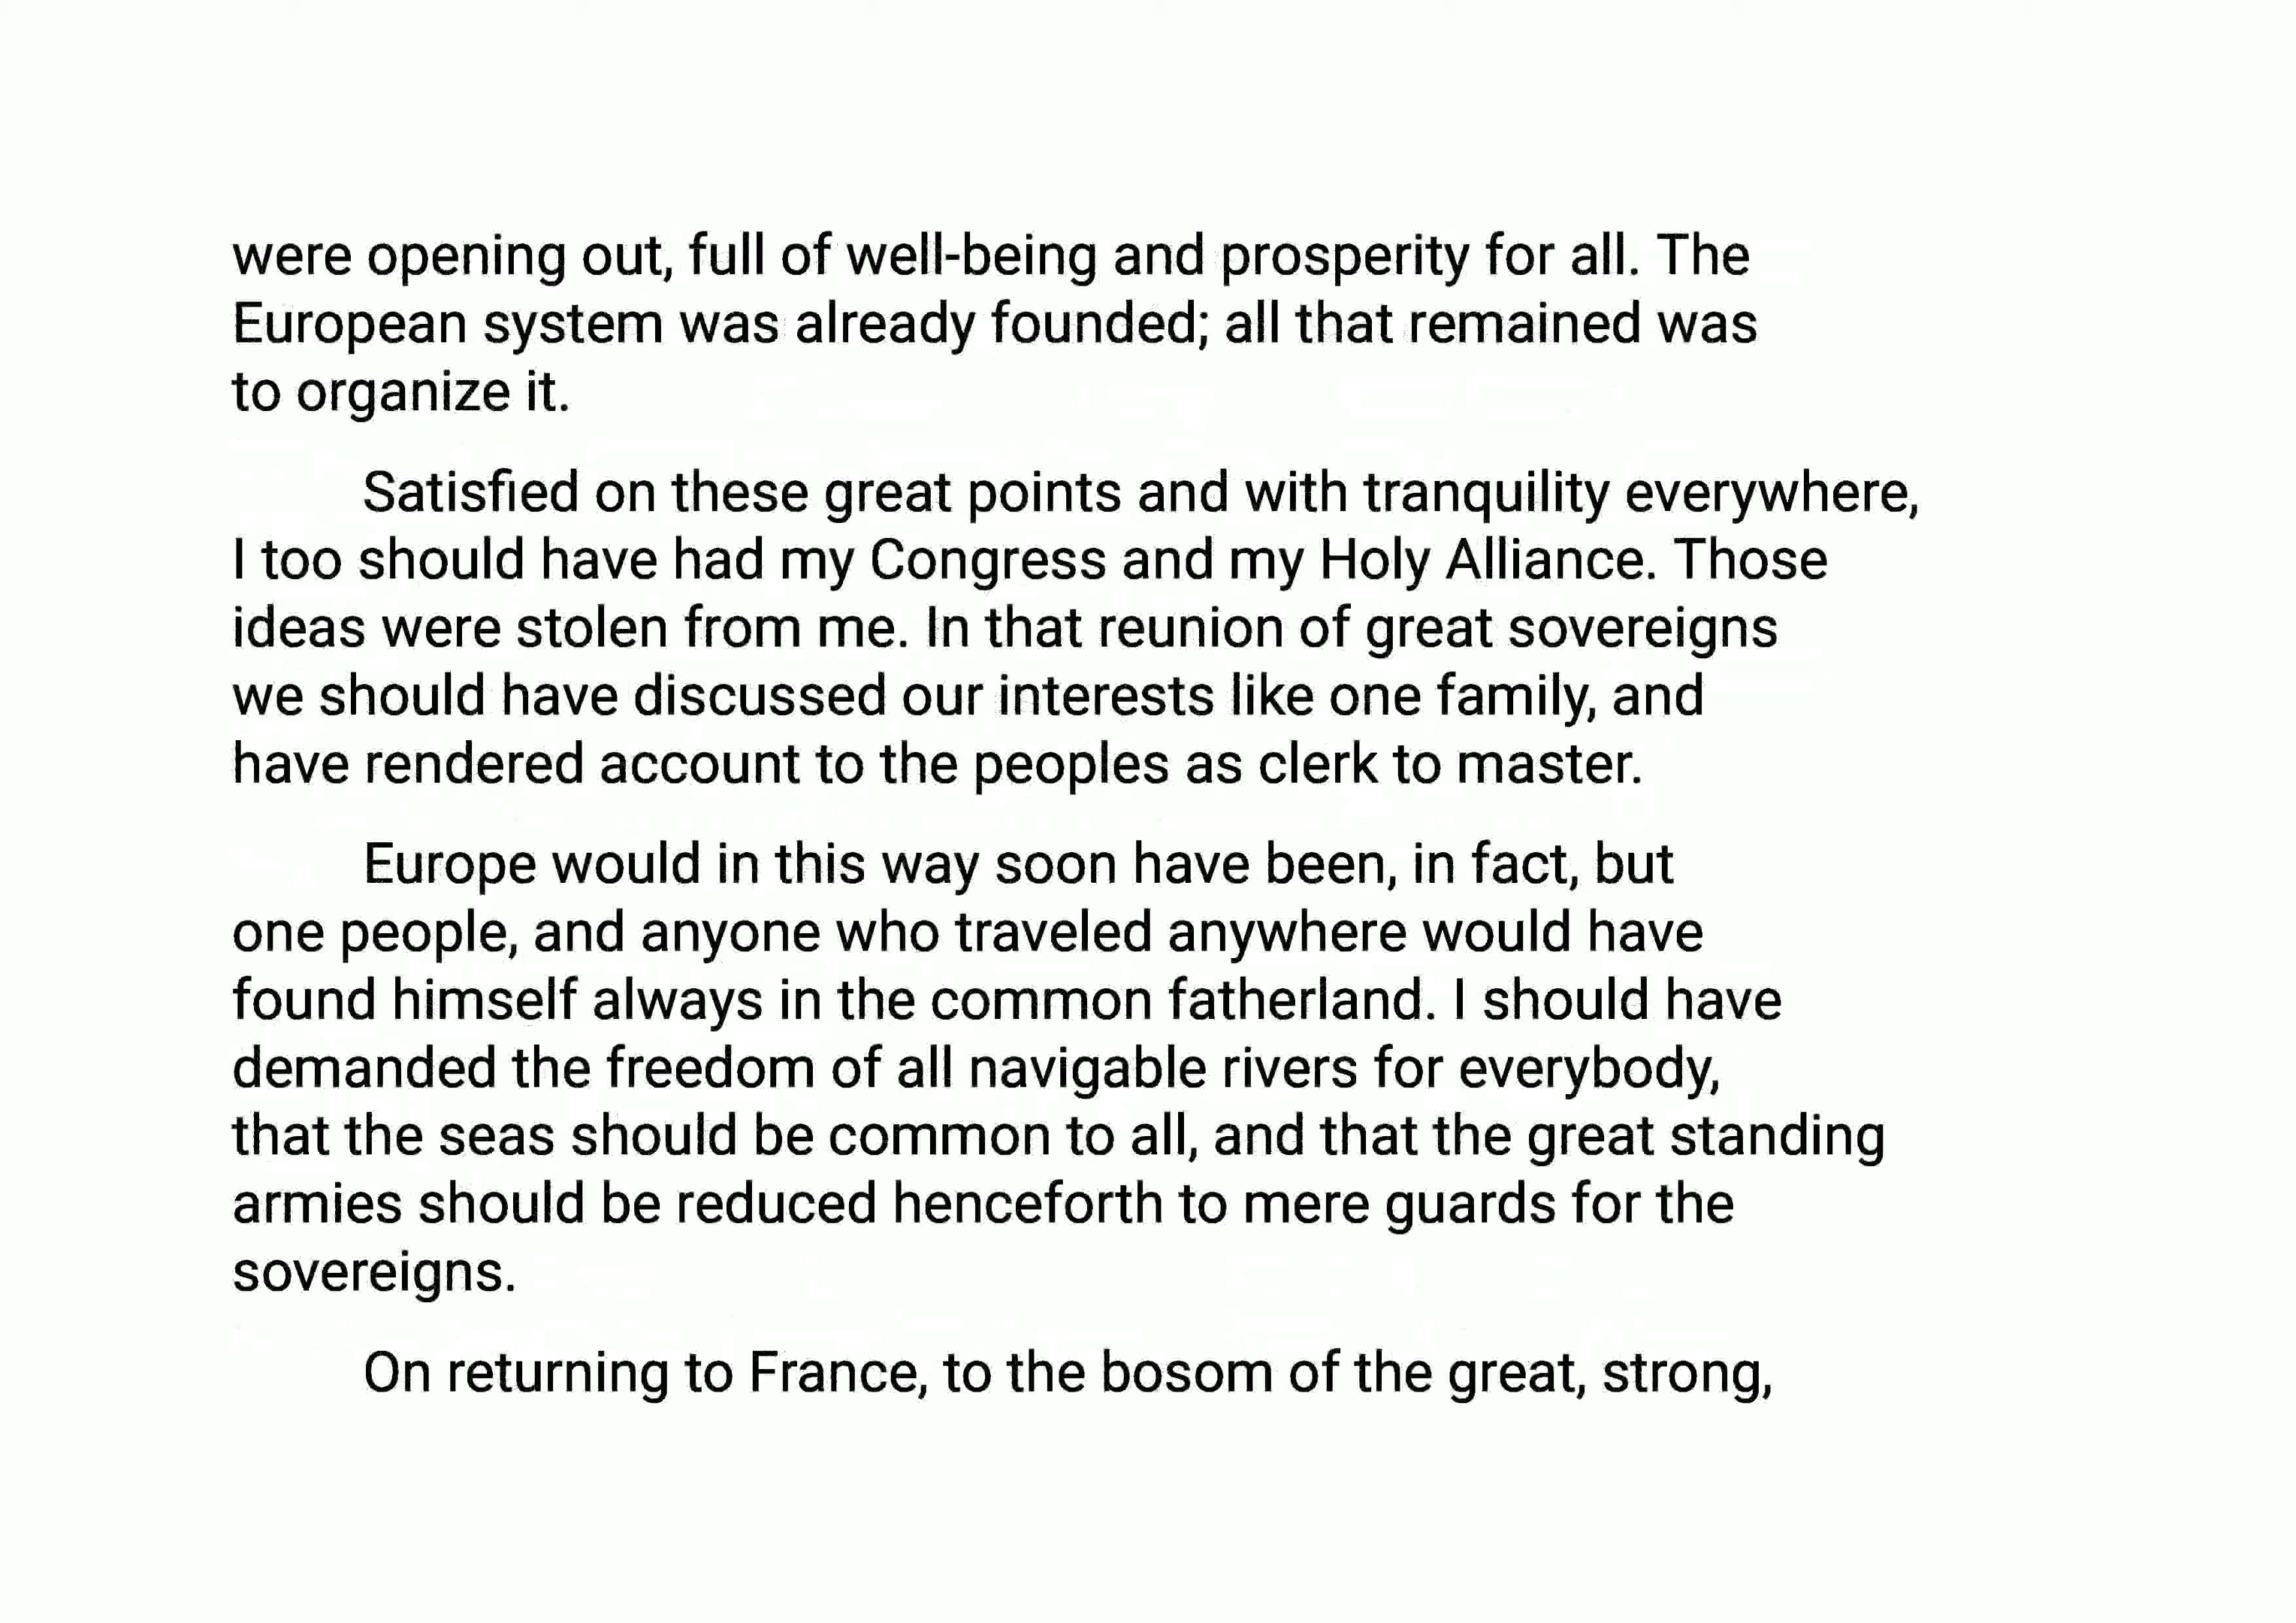 were opening out, full of well-being and prosperity for all. The
European system was already founded; all that remained was
to organize it.
Satisfied on these great points and with tranquility everywhere,
I too should have had my Congress and my Holy Alliance. Those
ideas were stolen from me. In that reunion of great sovereigns
we should have discussed our interests like one family, and
have rendered account to the peoples as clerk to master.
Europe would in this way soon have been, in fact, but
one people, and anyone who traveled anywhere would have
found himself always in the common fatherland. I should have
demanded the freedom of all navigable rivers for everybody,
that the seas should be common to all, and that the great standing
armies should be reduced henceforth to mere guards for the
sovereigns.
On returning to France, to the bosom of the great, strong,